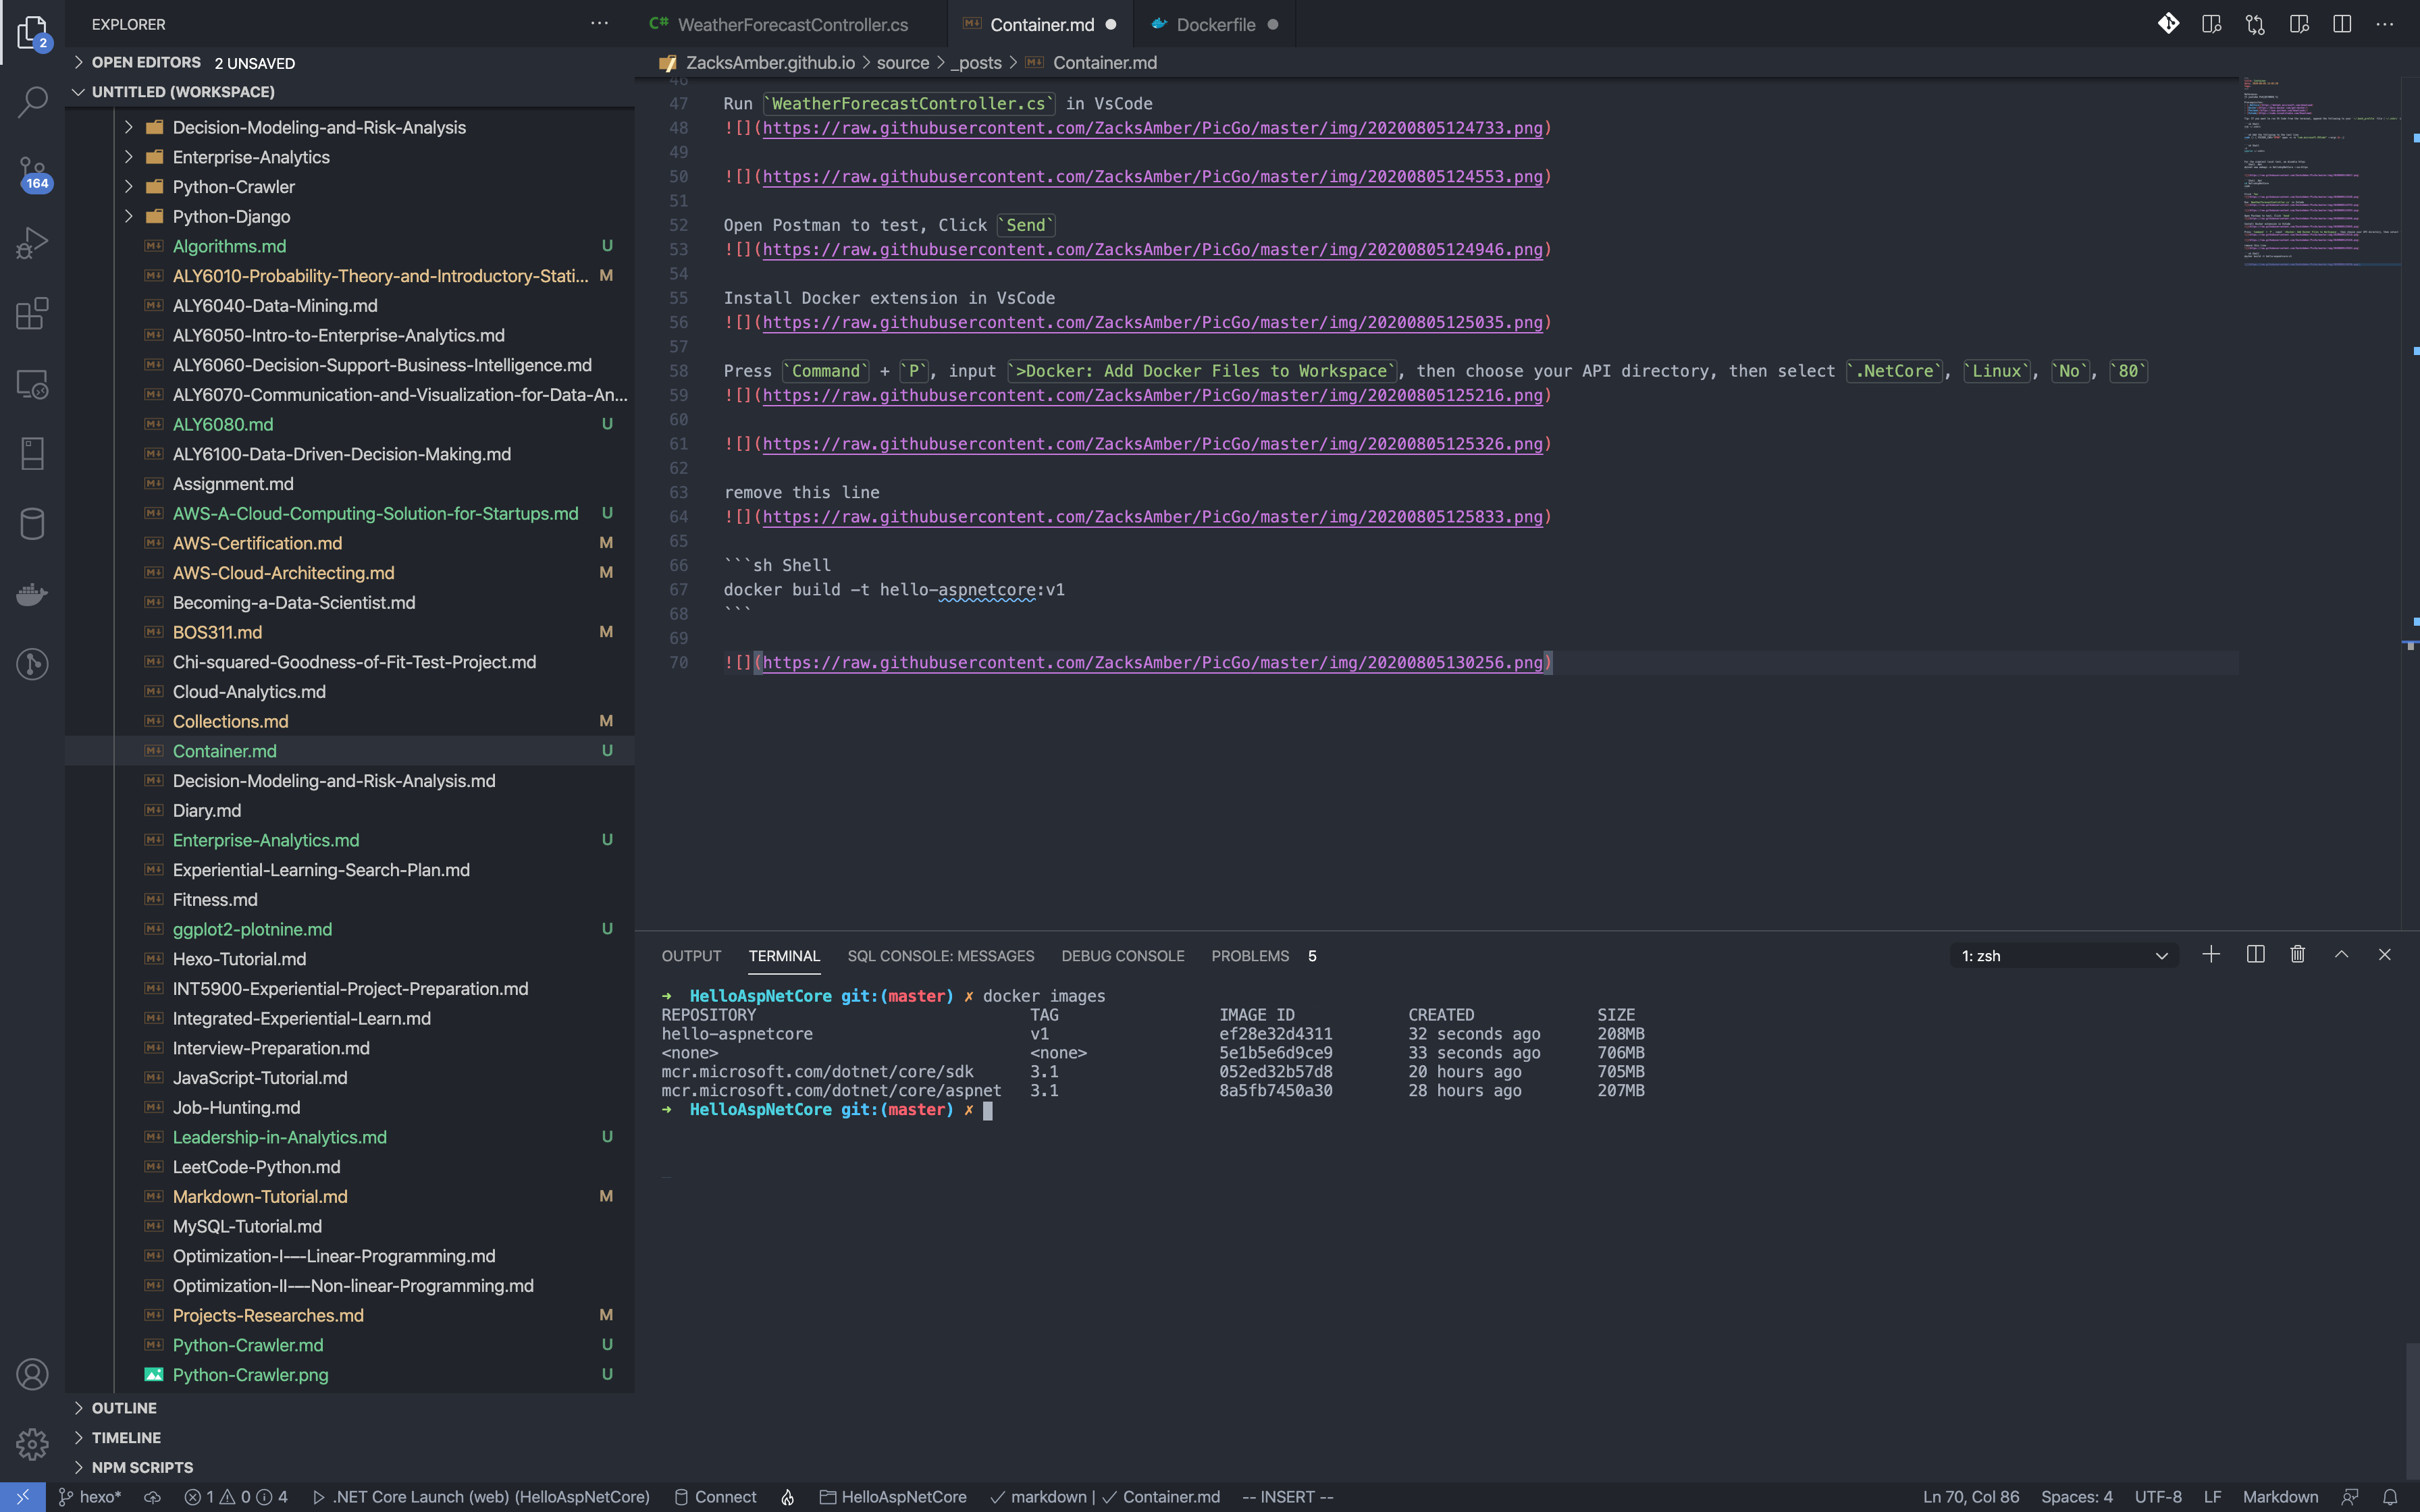 EXPLORER
OPEN EDITORS 2 UNSAVED
UNTITLED (WORKSPACE)
Decision-Modeling-and-Risk-Analysis
Enterprise-Analytics
Python-Crawler
Python-Django
Algorithms.md U
ALY6010-Probability-Theory-and-Introductory-Stati... M
ALY6040-Data-Mining.md
ALY6050-Intro-to-Enterprise-Analytics.md
ALY6060-Decision-Support-Business-Intelligence.md
ALY6070-Communication-and-Visualization-for-Data-An...
ALY6080.md U
ALY6100-Data-Driven-Decision-Making.md
Assignment.md
AWS-A-Cloud-Computing-Solution-for-Startups.md U
AWS-Certification.md M
AWS-Cloud-Architecting.md M
Becoming-a-Data-Scientist.md
BOS311.md M
Chi-squared-Goodness-of-Fit-Test-Project.md
Cloud-Analytics.md
Collections.md M
Container.md U
Decision-Modeling-and-Risk-Analysis.md
Diary.md
Enterprise-Analytics.md U
Experiential-Learning-Search-Plan.md
Fitness.md
ggplot2-plotnine.md U
Hexo-Tutorial.md
INT5900-Experiential-Project-Preparation.md
Integrated-Experiential-Learn.md
Interview-Preparation.md
JavaScript-Tutorial.md
Job-Hunting.md
Leadership-in-Analytics.md U
LeetCode-Python.md
Markdown-Tutorial.md M
MySQL-Tutorial.md
Optimization-I-—Linear-Programming.md
Optimization-II-—Non-linear-Programming.md
Projects-Researches.md M
Python-Crawler.md U
Python-Crawler.png U
OUTLINE
TIMELINE
NPM SCRIPTS
2
164
WeatherForecastController.cs
Container.md
Dockerfile
ZacksAmber.github.io > source > _posts > Container.md
46
47 Run `WeatherForecastController.cs` in VsCode
48 ![](https://raw.githubusercontent.com/ZacksAmber/PicGo/master/img/20200805124733.png)
49
50 ![](https://raw.githubusercontent.com/ZacksAmber/PicGo/master/img/20200805124553.png)
51
52 Open Postman to test, Click `Send`
53 ![](https://raw.githubusercontent.com/ZacksAmber/PicGo/master/img/20200805124946.png)
54
55 Install Docker extension in VsCode
56 ![](https://raw.githubusercontent.com/ZacksAmber/PicGo/master/img/20200805125035.png)
57
58 Press `Command` + `P`, input `>Docker: Add Docker Files to Workspace`, then choose your API directory, then select `.NetCore`, `Linux`, `No`, `80`
59 ![](https://raw.githubusercontent.com/ZacksAmber/PicGo/master/img/20200805125216.png)
60
61 ![](https://raw.githubusercontent.com/ZacksAmber/PicGo/master/img/20200805125326.png)
62
63 remove this line
64 ![](https://raw.githubusercontent.com/ZacksAmber/PicGo/master/img/20200805125833.png)
65
66 ```sh Shell
67 docker build -t hello-aspnetcore:v1
68 ```
69
70 ![](https://raw.githubusercontent.com/ZacksAmber/PicGo/master/img/20200805130256.png)
OUTPUT TERMINAL SQL CONSOLE: MESSAGES DEBUG CONSOLE PROBLEMS 5
1: zsh
➜ HelloAspNetCore git:(master) ✗ docker images
REPOSITORY TAG IMAGE ID CREATED SIZE
hello-aspnetcore v1 ef28e32d4311 32 seconds ago 208MB
<none> <none> 5e1b5e6d9ce9 33 seconds ago 706MB
mcr.microsoft.com/dotnet/core/sdk 3.1 052ed32b57d8 20 hours ago 705MB
mcr.microsoft.com/dotnet/core/aspnet 3.1 8a5fb7450a30 28 hours ago 207MB
➜ HelloAspNetCore git:(master) ✗
hexo* 1 0 4 .NET Core Launch (web) (HelloAspNetCore) Connect HelloAspNetCore ✓ markdown | ✓ Container.md -- INSERT -- Ln 70, Col 86 Spaces: 4 UTF-8 LF Markdown